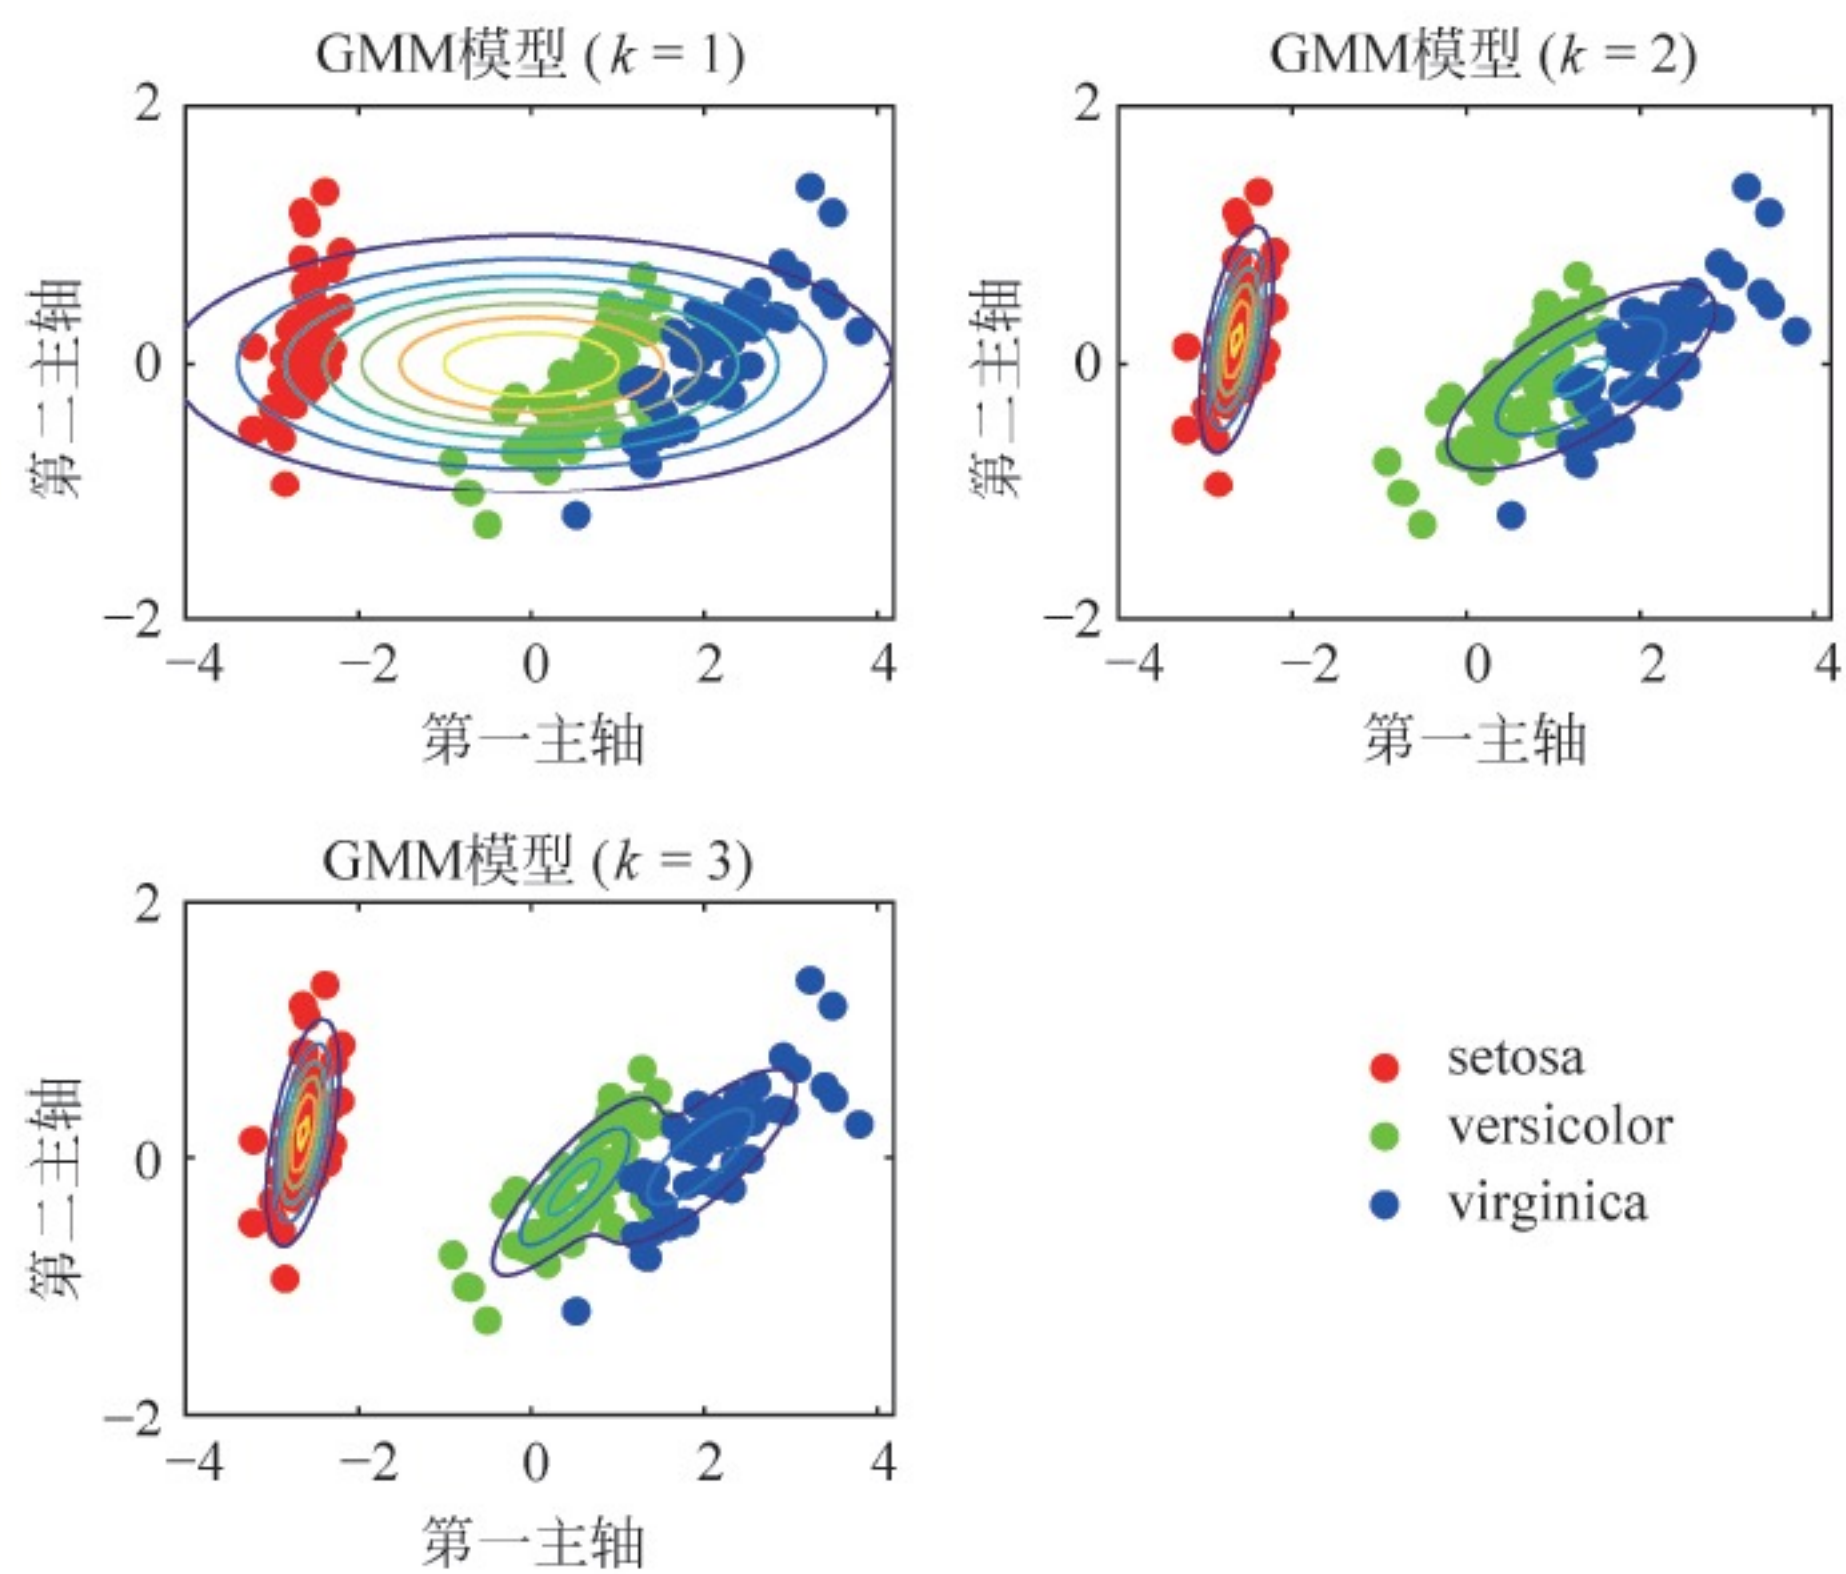 GMM模型 (k = 1)
2
0
−2
−4 −2 0 2 4
第二主轴
第一主轴
GMM模型 (k = 2)
2
0
−2
−4 −2 0 2 4
第二主轴
第一主轴
GMM模型 (k = 3)
2
0
−2
−4 −2 0 2 4
第二主轴
第一主轴
setosa
versicolor
virginica